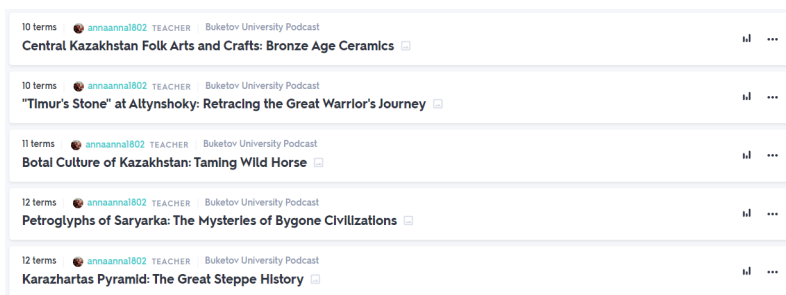 10 terms annaanna1802 TEACHER Buketov University Podcast
Central Kazakhstan Folk Arts and Crafts: Bronze Age Ceramics
10 terms annaanna1802 TEACHER Buketov University Podcast
"Timur's Stone" at Altynshoky: Retracing the Great Warrior's Journey
11 terms annaanna1802 TEACHER Buketov University Podcast
Botai Culture of Kazakhstan: Taming Wild Horse
12 terms annaanna1802 TEACHER Buketov University Podcast
Petroglyphs of Saryarka: The Mysteries of Bygone Civilizations
12 terms annaanna1802 TEACHER Buketov University Podcast
Karazhartas Pyramid: The Great Steppe History